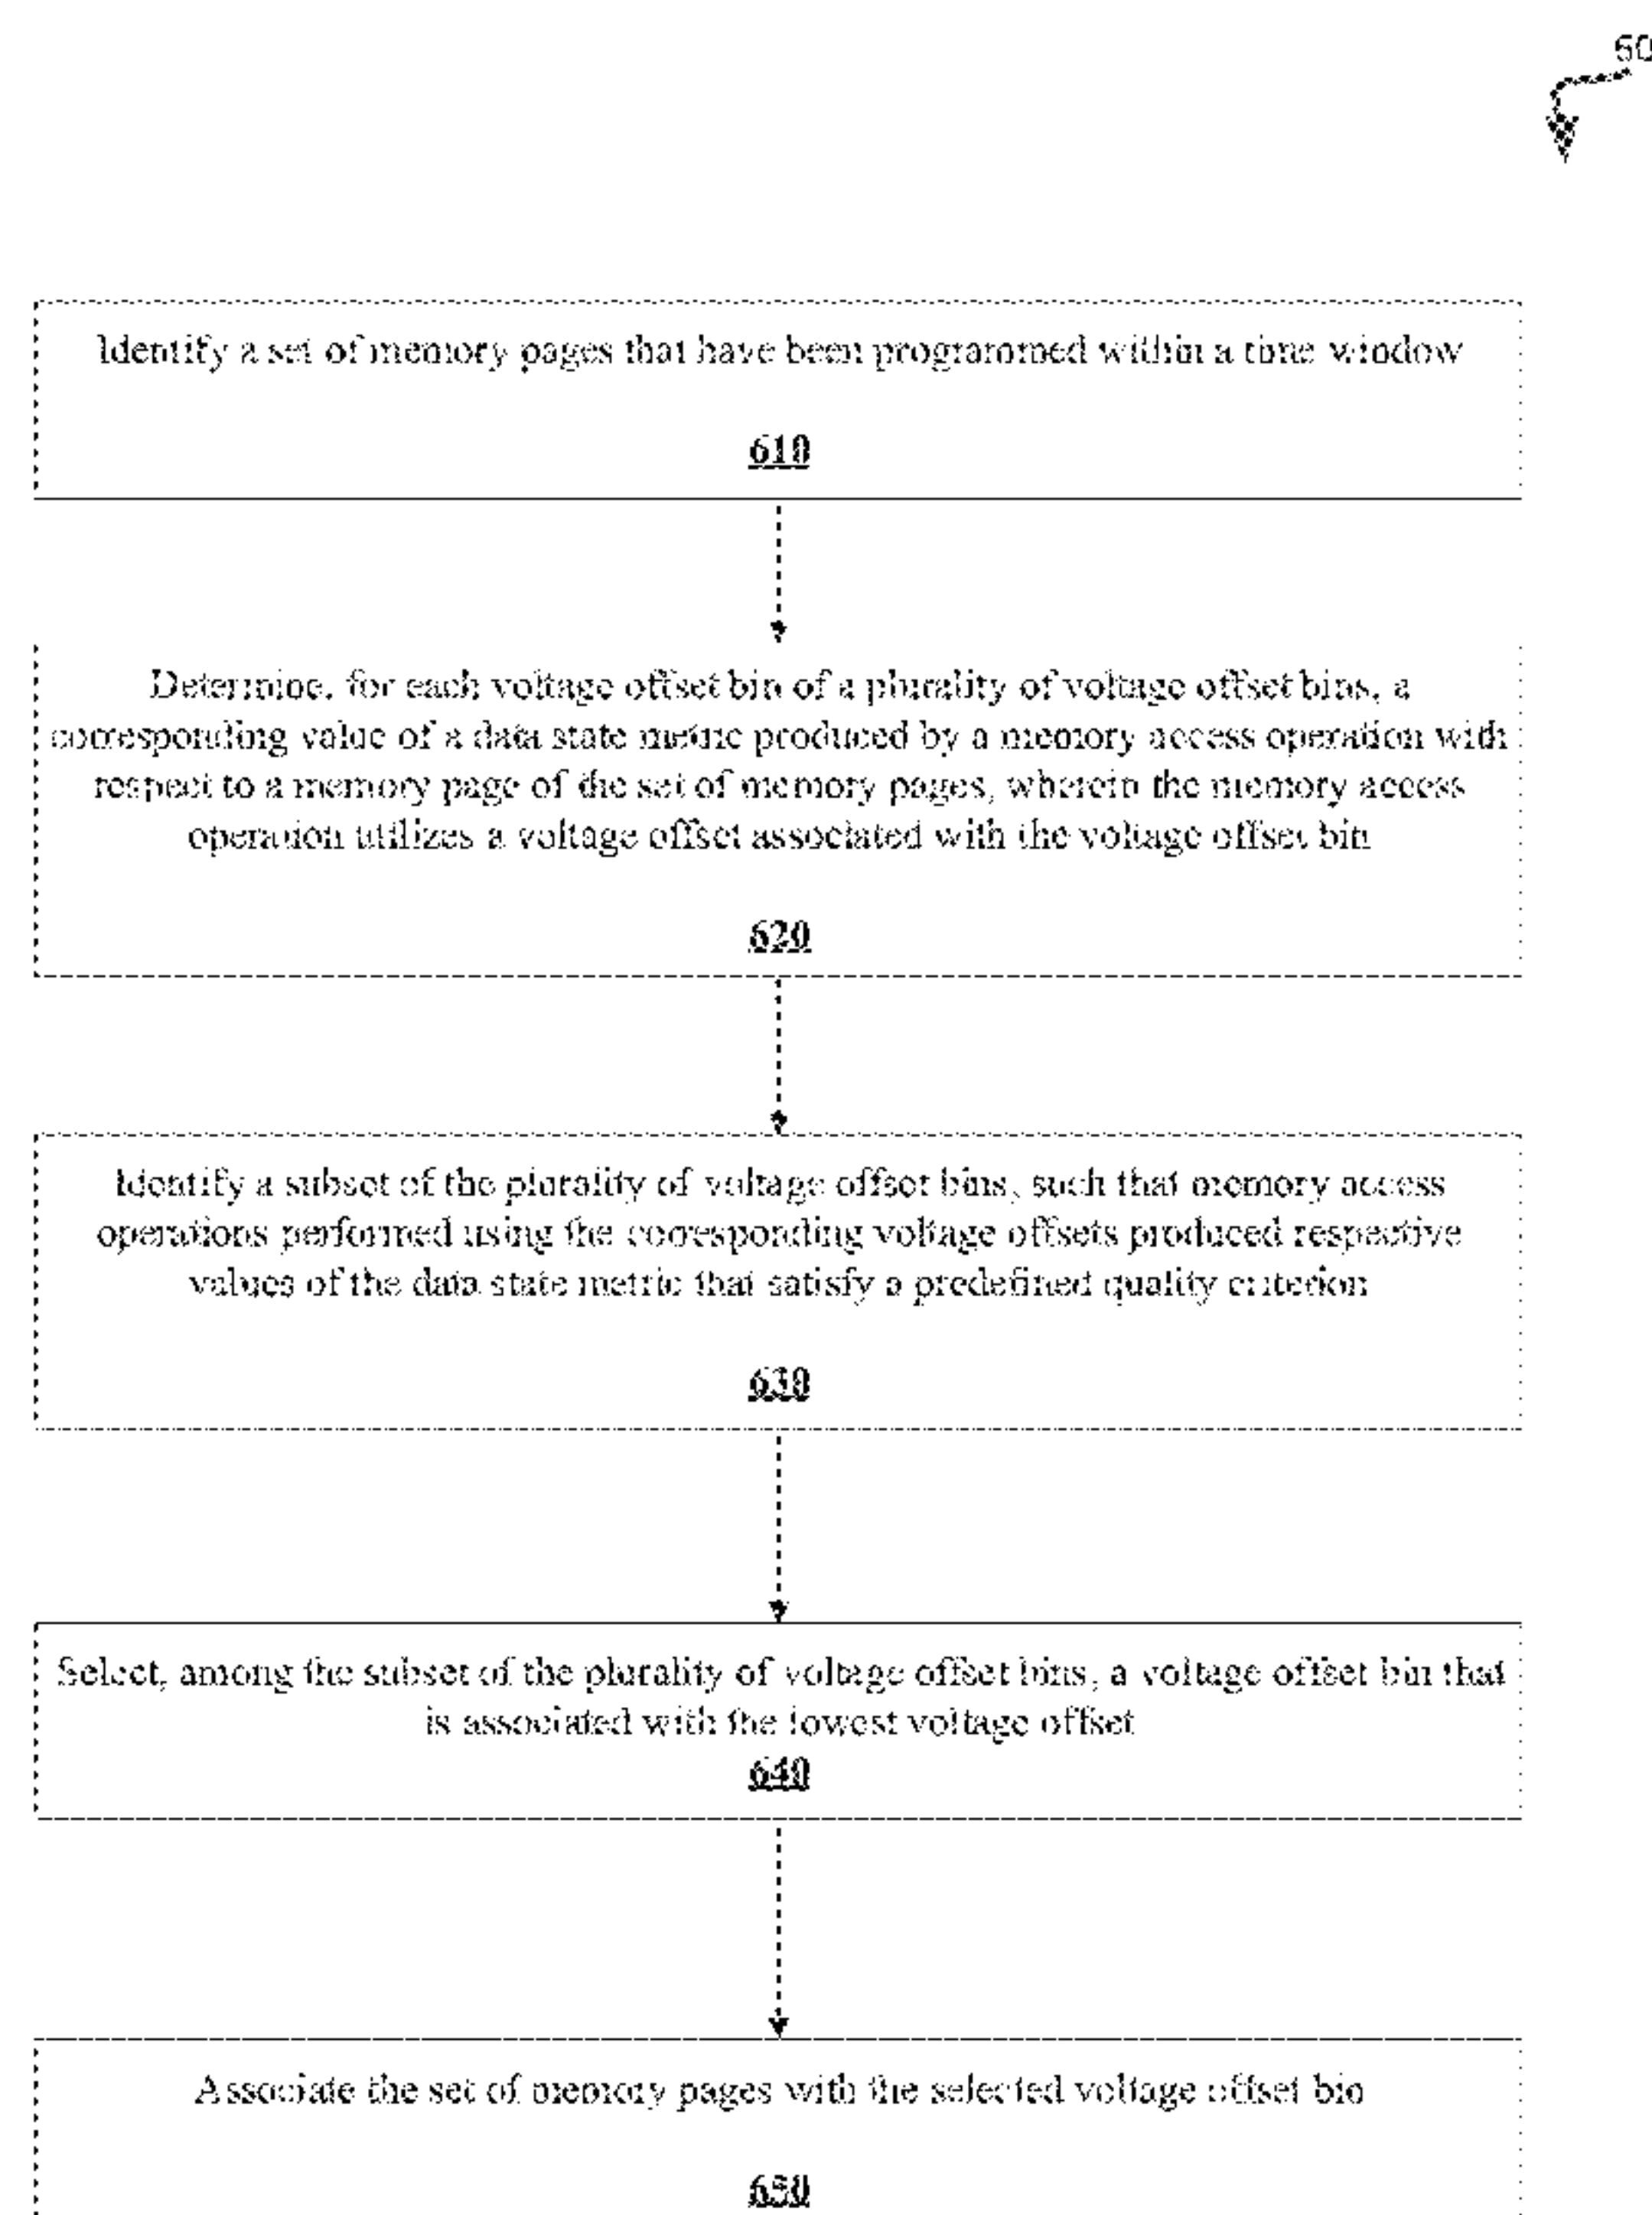 60
Identify a set of memory pages that have been programmed within a time window
610
Determine, for each voltage offset bin of a plurality of voltage offset bins, a
corresponding value of a data state metric produced by a memory access operation with
respect to a memory page of the set of memory pages, wherein the memory access
operation utilizes a voltage offset associated with the voltage offset bin
620
Identify a subset of the plurality of voltage offset bins, such that memory access
operations performed using the corresponding voltage offsets produced respective
values of the data state metric that satisfy a predefined quality criterion
630
Select, among the subset of the plurality of voltage offset bins, a voltage offset bin that
is associated with the lowest voltage offset
640
Associate the set of memory pages with the selected voltage offset bin
650